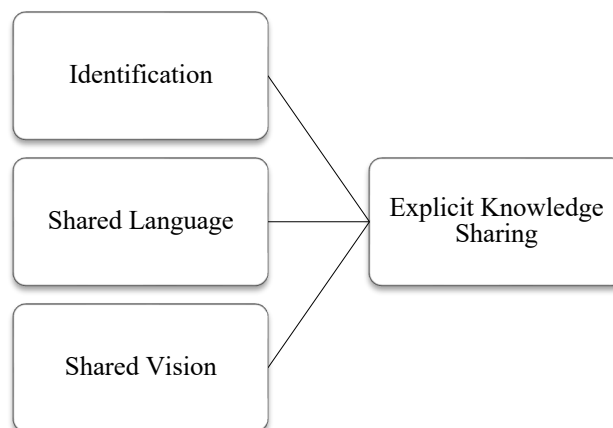 Identification
Shared Language
Explicit Knowledge
Sharing
Shared Vision